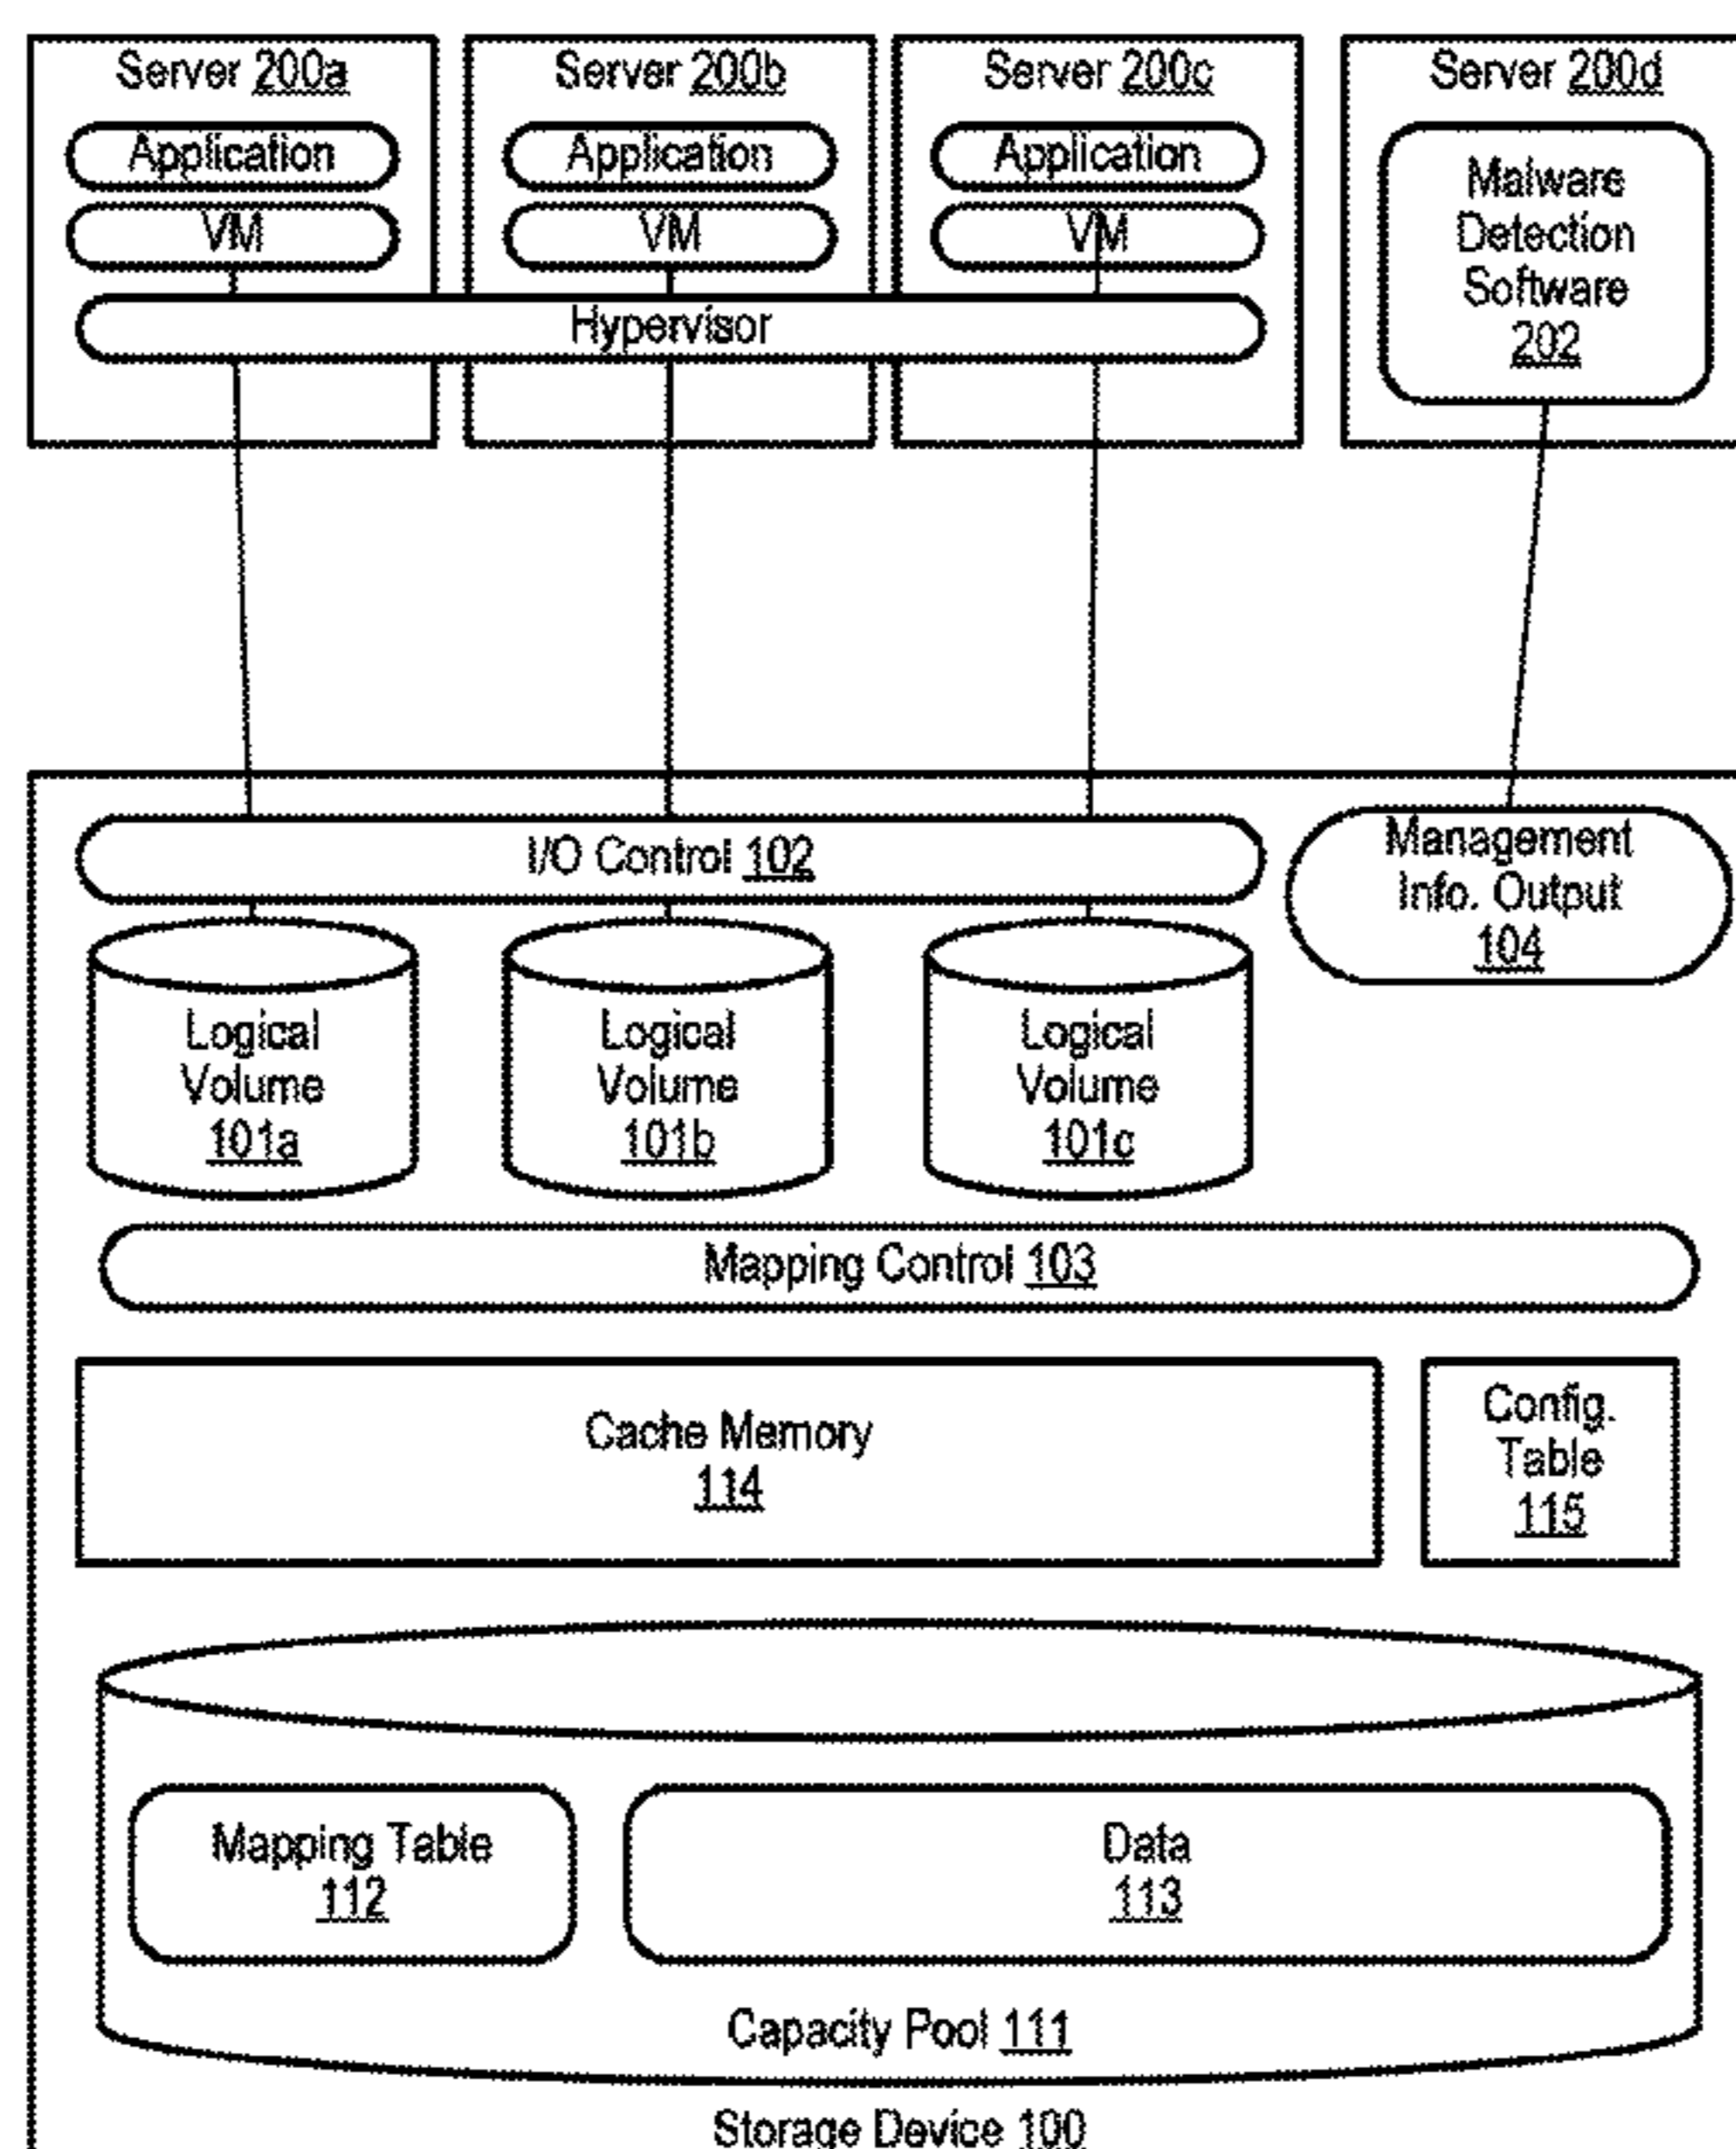 Server 200a
Application
VM
Server 200b
Application
VM
Server 200c
Application
VM
Hypervisor
Server 200d
Malware
Detection
Software
202
I/O Control 102
Management
Info. Output
104
Logical
Volume
101a
Logical
Volume
101b
Logical
Volume
101c
Mapping Control 103
Cache Memory
114
Config.
Table
115
Mapping Table
112
Data
113
Capacity Pool 111
Storage Device 100